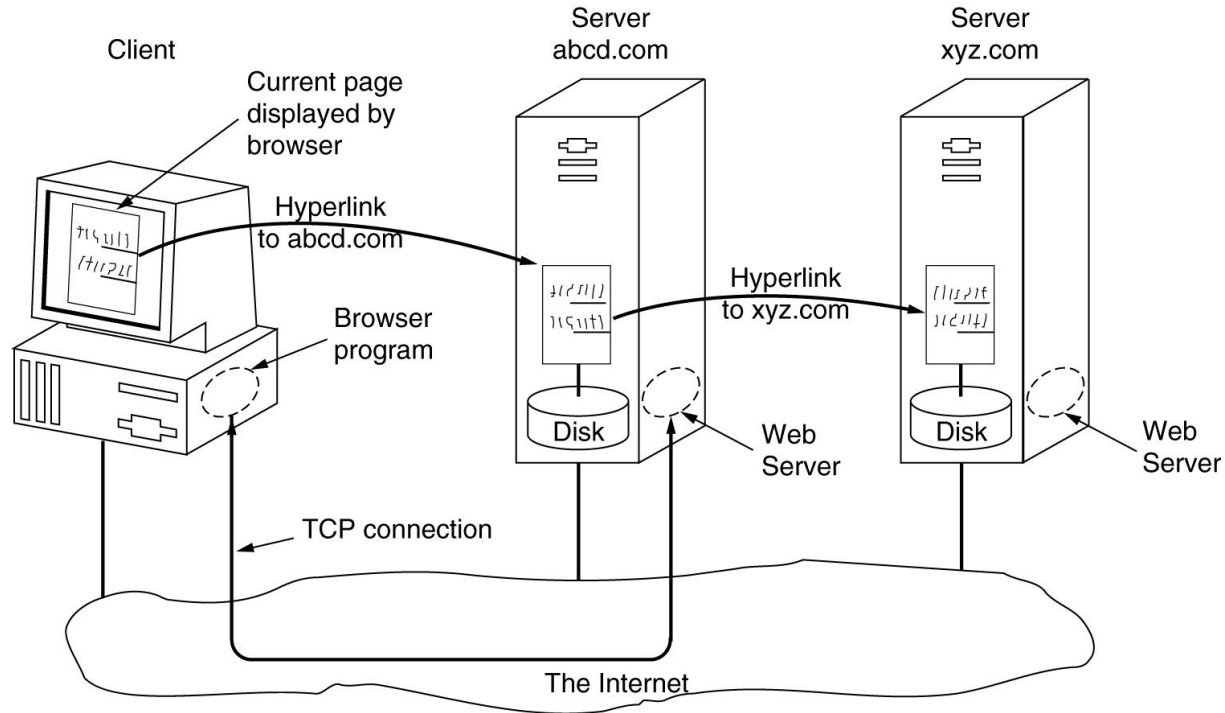 Client
Server
abcd.com
Server
xyz.com
Current page
displayed by
browser
Hyperlink
to abcd.com
Hyperlink
to xyz.com
Browser
program
Disk
Web
Server
Disk
Web
Server
TCP connection
The Internet